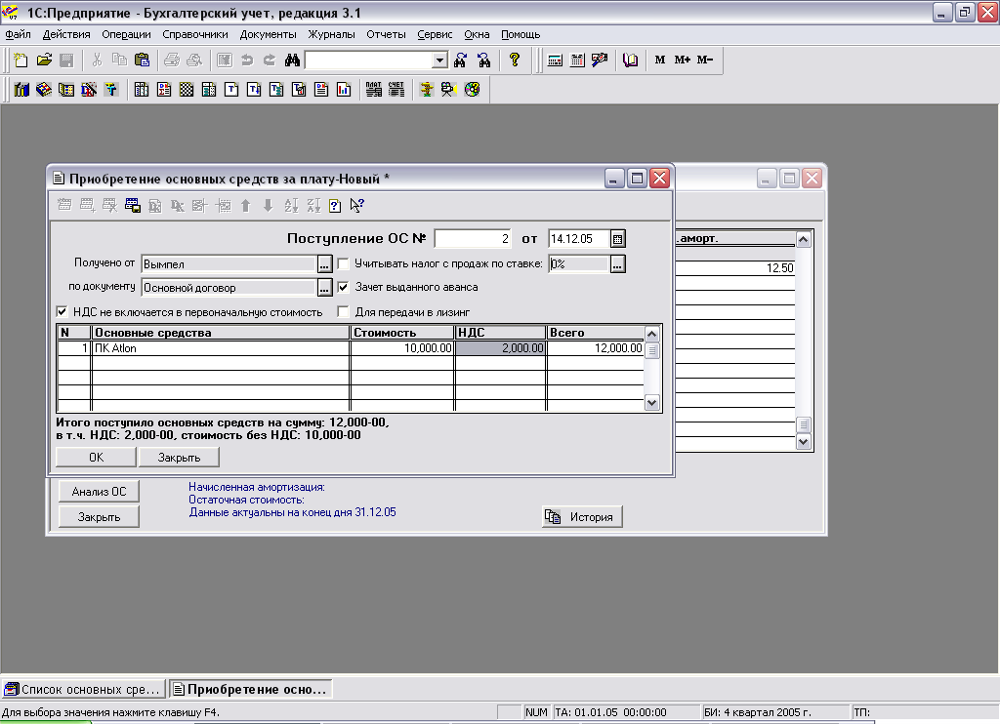 1С:Предприятие - Бухгалтерский учет, редакция 3.1
Файл Действия Операции Справочники Документы Журналы Отчеты Сервис Окна Помощь
M M+ M-
Приобретение основных средств за плату-Новый *
Поступление ОС № 2 от 14.12.05
.аморт.
Получено от Вымпел ... Учитывать налог с продаж по ставке: 0% ...
12.50
по документу Основной договор ... Зачет выданного аванса
НДС не включается в первоначальную стоимость Для передачи в лизинг
N Основные средства Стоимость НДС Всего
1 ПК Atlon 10,000.00 2,000.00 12,000.00
Итого поступило основных средств на сумму: 12,000-00,
в т.ч. НДС: 2,000-00, стоимость без НДС: 10,000-00
OK Закрыть
Анализ ОС Начисленная амортизация:
Остаточная стоимость:
Закрыть Данные актуальны на конец дня 31.12.05 История
Список основных сре... Приобретение осно...
Для выбора значения нажмите клавишу F4. NUM TA: 01.01.05 00:00:00 БИ: 4 квартал 2005 г. ТП: